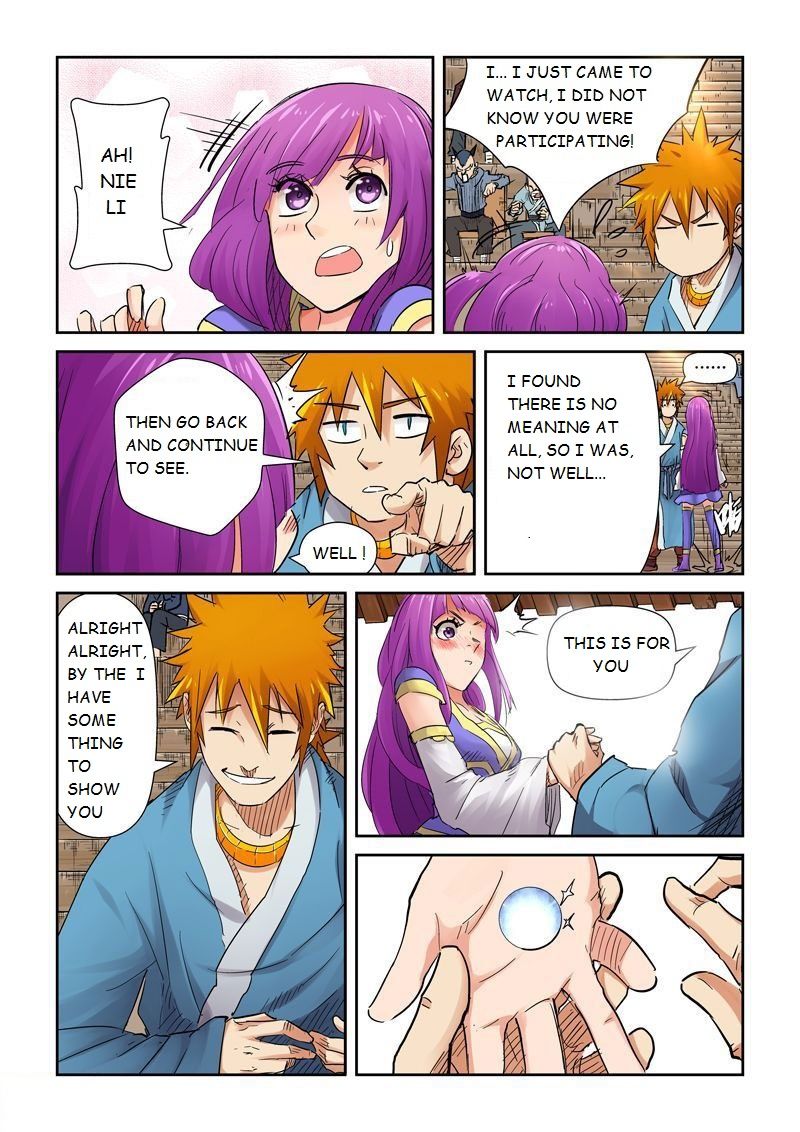 AH!
NIE
LI
I... I JUST CAME TO
WATCH, I DID NOT
KNOW YOU WERE
PARTICIPATING!
THEN GO BACK
AND CONTINUE
TO SEE.
WELL !
......
I FOUND
THERE IS NO
MEANING AT
ALL, SO I WAS,
NOT WELL...
.
ALRIGHT
ALRIGHT,
BY THE I
HAVE
SOME
THING
TO
SHOW
YOU
THIS IS FOR
YOU